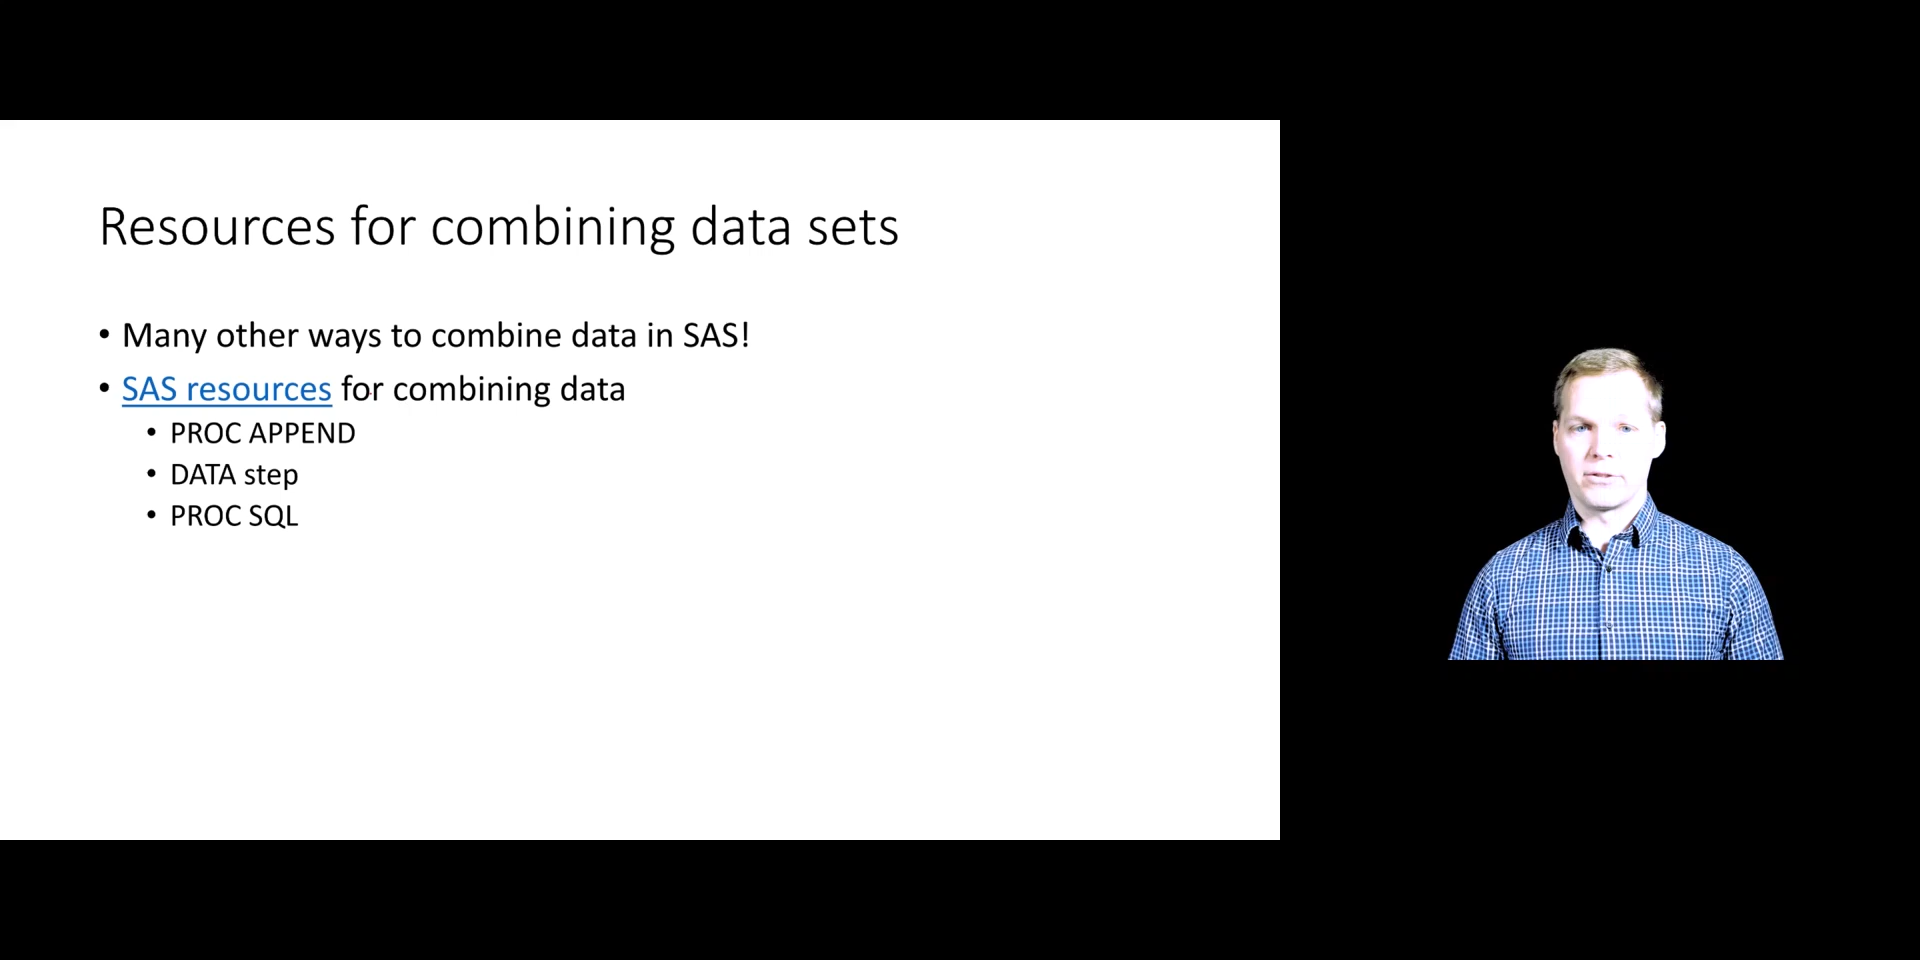 Resources for combining data sets
• Many other ways to combine data in SAS!
• SAS resources for combining data
• PROC APPEND
• DATA step
• PROC SQL